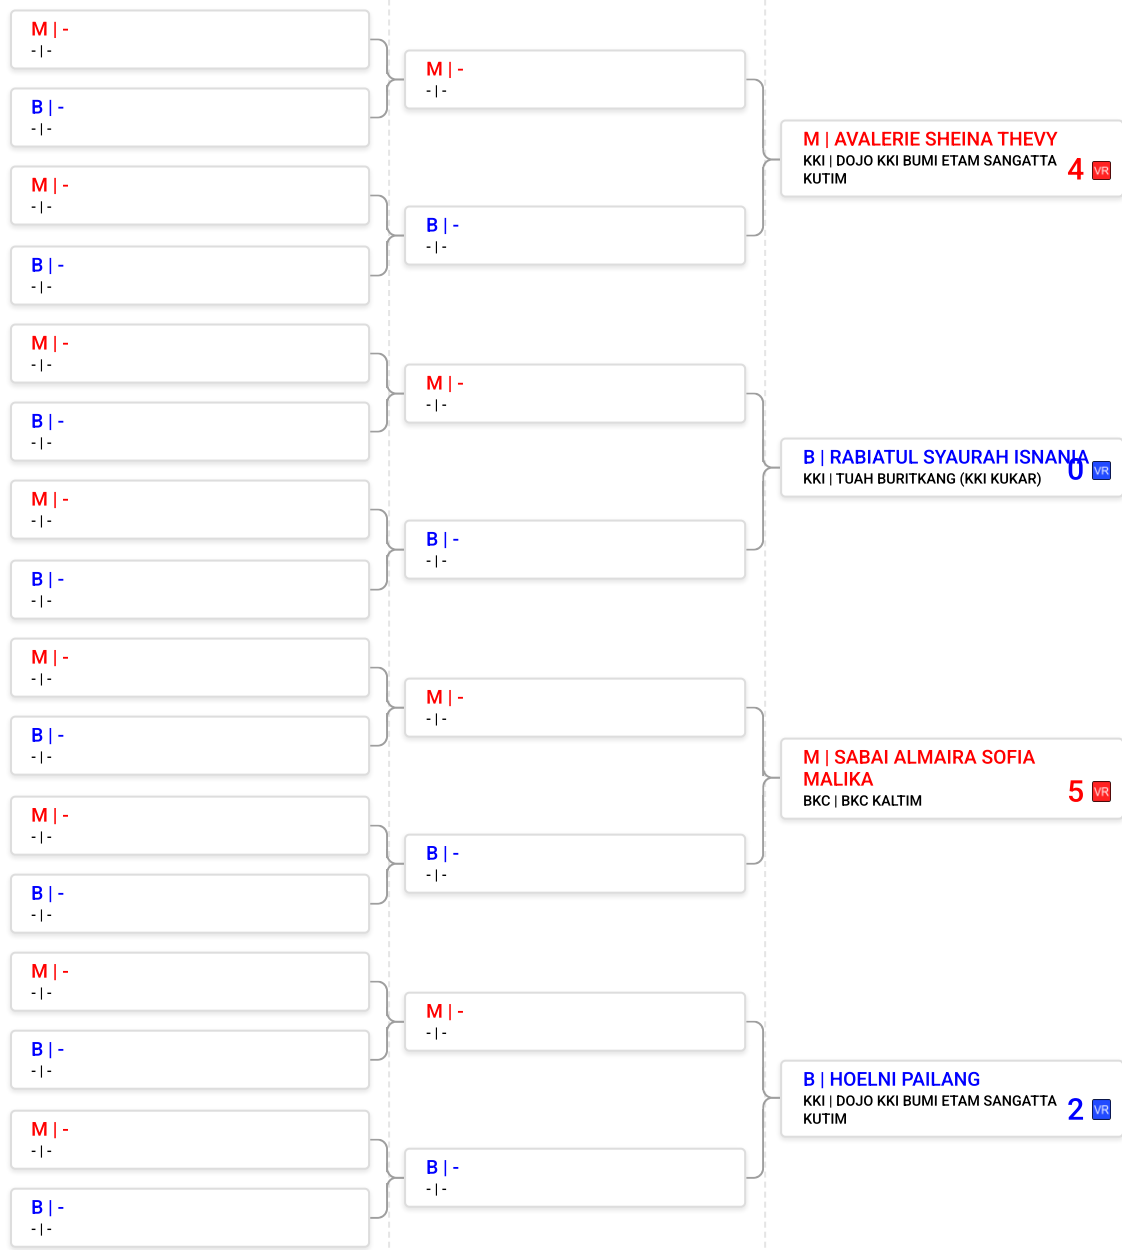 M | -
- | -
B | -
- | -
M | -
- | -
B | -
- | -
M | -
- | -
B | -
- | -
M | -
- | -
B | -
- | -
M | -
- | -
B | -
- | -
M | -
- | -
B | -
- | -
M | -
- | -
B | -
- | -
M | -
- | -
B | -
- | -
M | -
- | -
B | -
- | -
M | -
- | -
B | -
- | -
M | -
- | -
B | -
- | -
M | -
- | -
B | -
- | -
M | AVALERIE SHEINA THEVY
KKI | DOJO KKI BUMI ETAM SANGATTA
KUTIM
4 VR
B | RABIATUL SYAURAH ISNANIA
KKI | TUAH BURITKANG (KKI KUKAR)
0 VR
M | SABAI ALMAIRA SOFIA
MALIKA
BKC | BKC KALTIM
5 VR
B | HOELNI PAILANG
KKI | DOJO KKI BUMI ETAM SANGATTA
KUTIM
2 VR